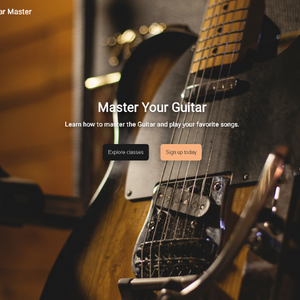 ar Master
Master Your Guitar
Learn how to master the Guitar and play your favorite songs.
Explore classes
Sign up today